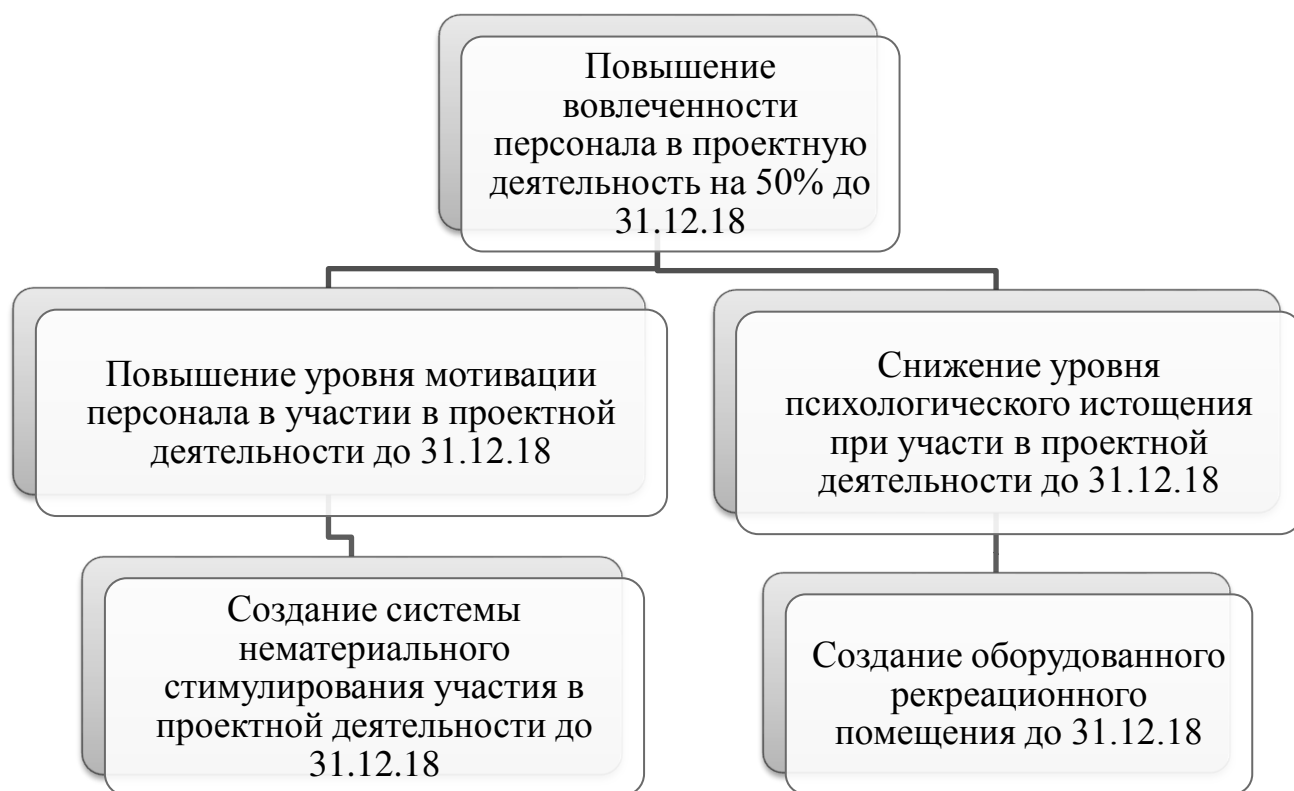 Повышение
вовлеченности
персонала в проектную
деятельность на 50% до
31.12.18
Повышение уровня мотивации
персонала в участии в проектной
деятельности до 31.12.18
Снижение уровня
психологического истощения
при участи в проектной
деятельности до 31.12.18
Создание системы
нематериального
стимулирования участия в
проектной деятельности до
31.12.18
Создание оборудованного
рекреационного
помещения до 31.12.18